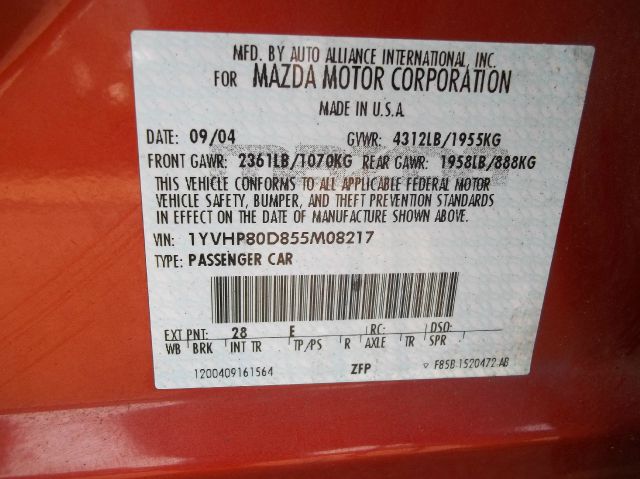 MFD. BY AUTO ALLIANCE INTERNATIONAL, INC.
FOR MAZDA MOTOR CORPORATION
MADE IN U.S.A.
DATE: 09/04 GVWR: 4312LB/1955KG
FRONT GAWR: 2361LB/1070KG REAR GAWR: 1958LB/888KG
THIS VEHICLE CONFORMS TO ALL APPLICABLE FEDERAL MOTOR
VEHICLE SAFETY, BUMPER, AND THEFT PREVENTION STANDARDS
IN EFFECT ON THE DATE OF MANUFACTURE SHOWN ABOVE.
VIN: 1YVHP80D855M08217
TYPE: PASSENGER CAR
EXT PNT: 28 E RC: DSO:
WB BRK INT TR TP/PS R AXLE TR SPR
1200409161564 ZFP F85B 1520472 AB